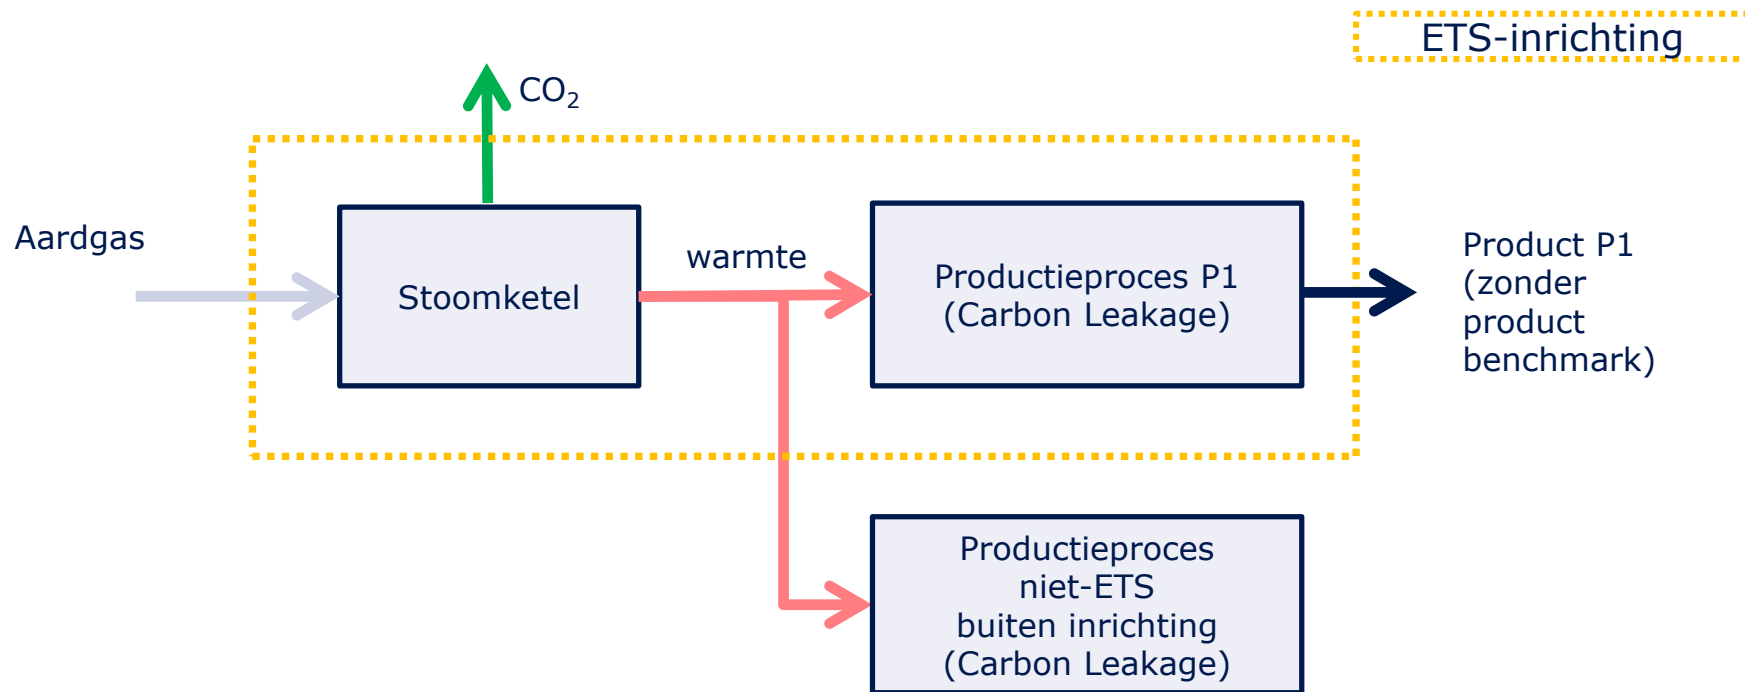 ETS-inrichting
CO₂
Aardgas
Stoomketel
warmte
Productieproces P1
(Carbon Leakage)
Product P1
(zonder
product
benchmark)
Productieproces
niet-ETS
buiten inrichting
(Carbon Leakage)